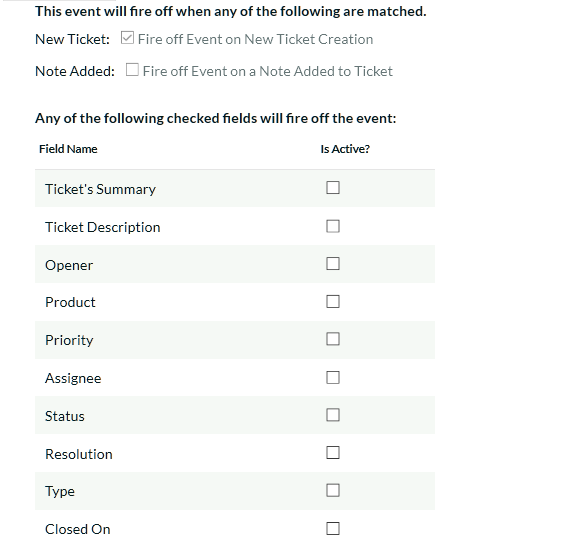 This event will fire off when any of the following are matched.
New Ticket: Fire off Event on New Ticket Creation
Note Added: Fire off Event on a Note Added to Ticket
Any of the following checked fields will fire off the event:
Field Name Is Active?
Ticket's Summary
Ticket Description
Opener
Product
Priority
Assignee
Status
Resolution
Type
Closed On